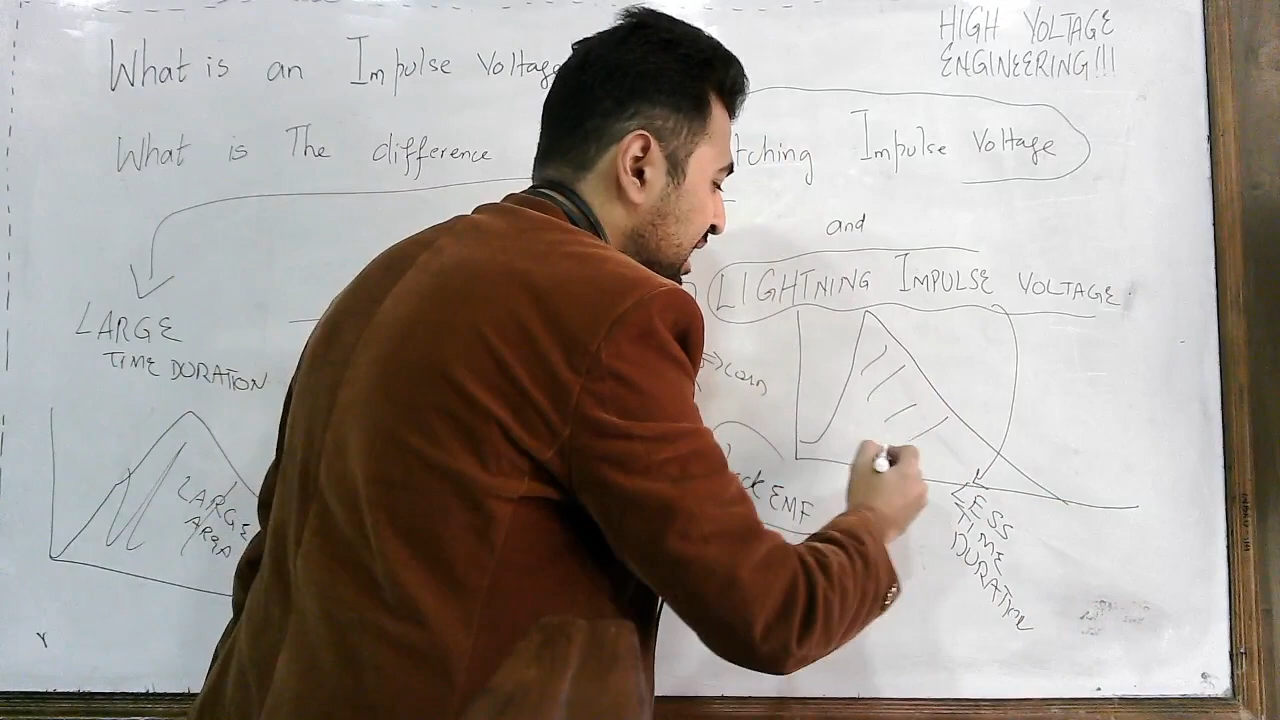 HIGH VOLTAGE
ENGINEERING!!!
What is an Impulse Voltage
What is The difference tching Impulse Voltage
and
LIGHTNING IMPULSE VOLTAGE
LARGE
TIME DURATION
LARGE
AREA
EMF
LESS
TIME
DURATIME